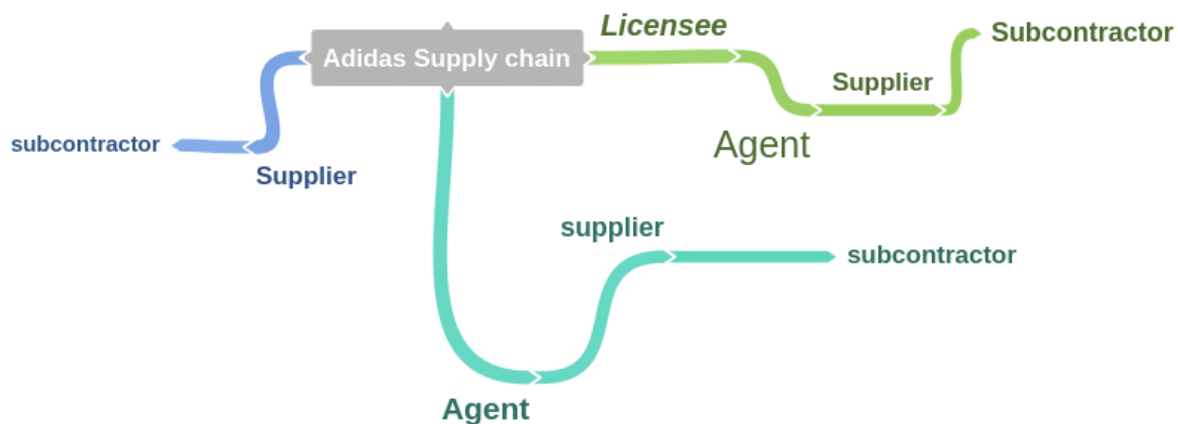 Licensee
Subcontractor
Adidas Supply chain
Supplier
subcontractor
Agent
Supplier
supplier
subcontractor
Agent